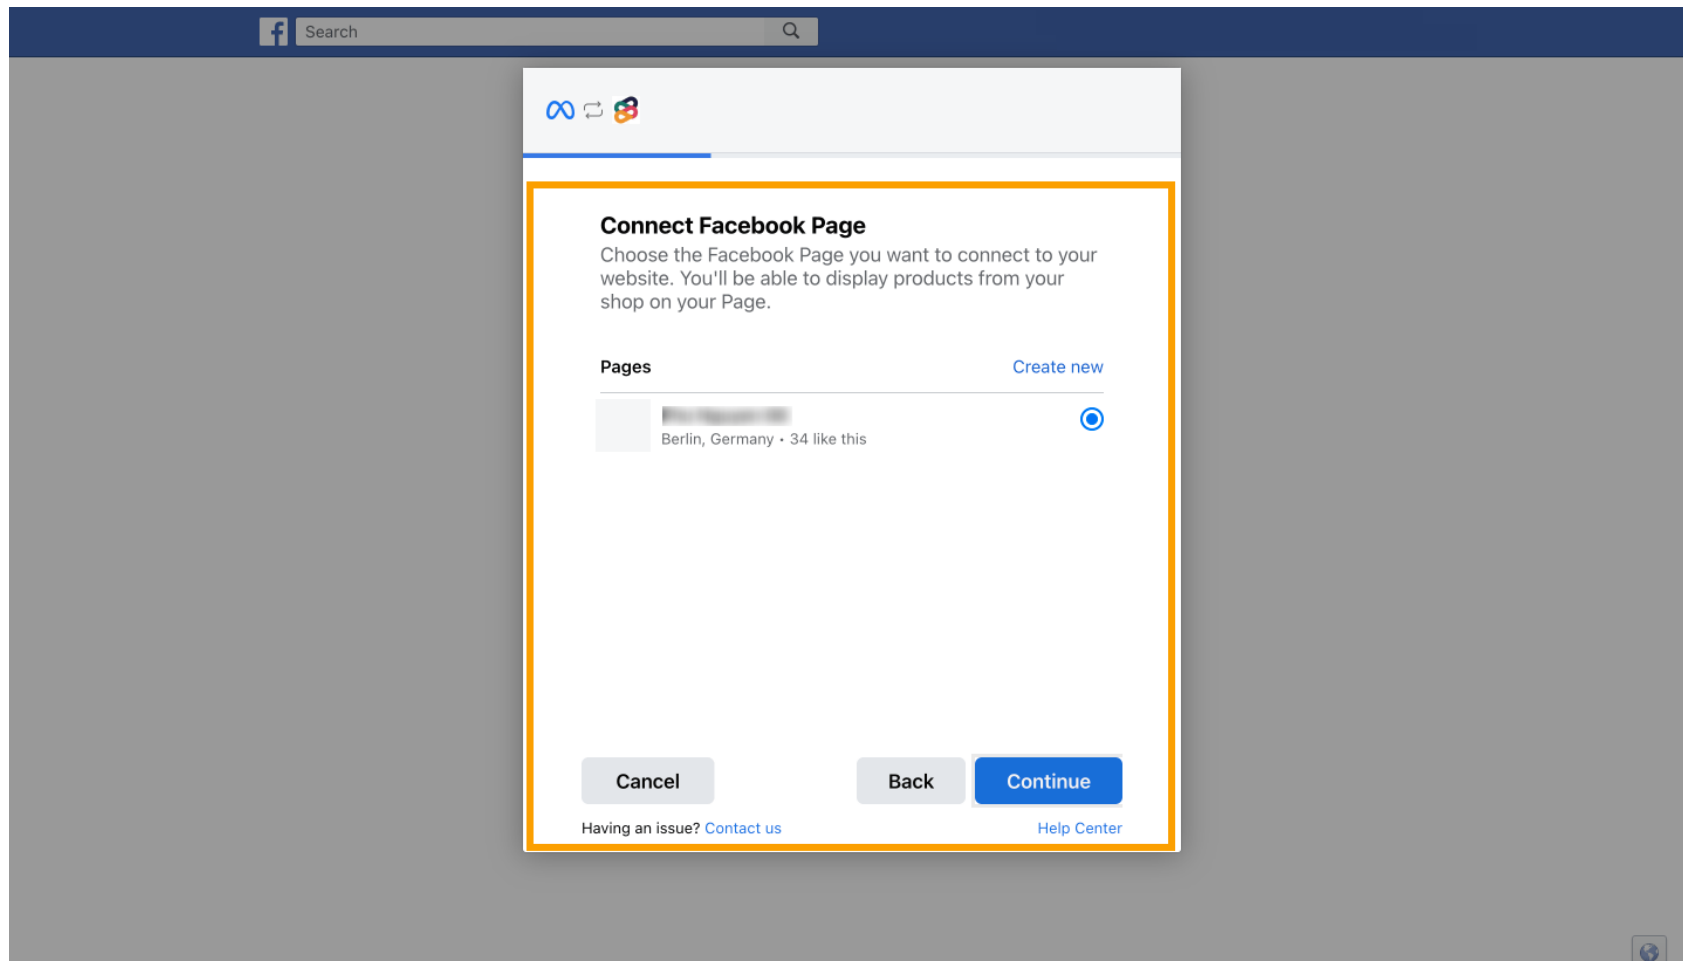 Search
Connect Facebook Page
Choose the Facebook Page you want to connect to your
website. You'll be able to display products from your
shop on your Page.
Pages
Create new
Berlin, Germany • 34 like this
Cancel
Back
Continue
Having an issue? Contact us
Help Center